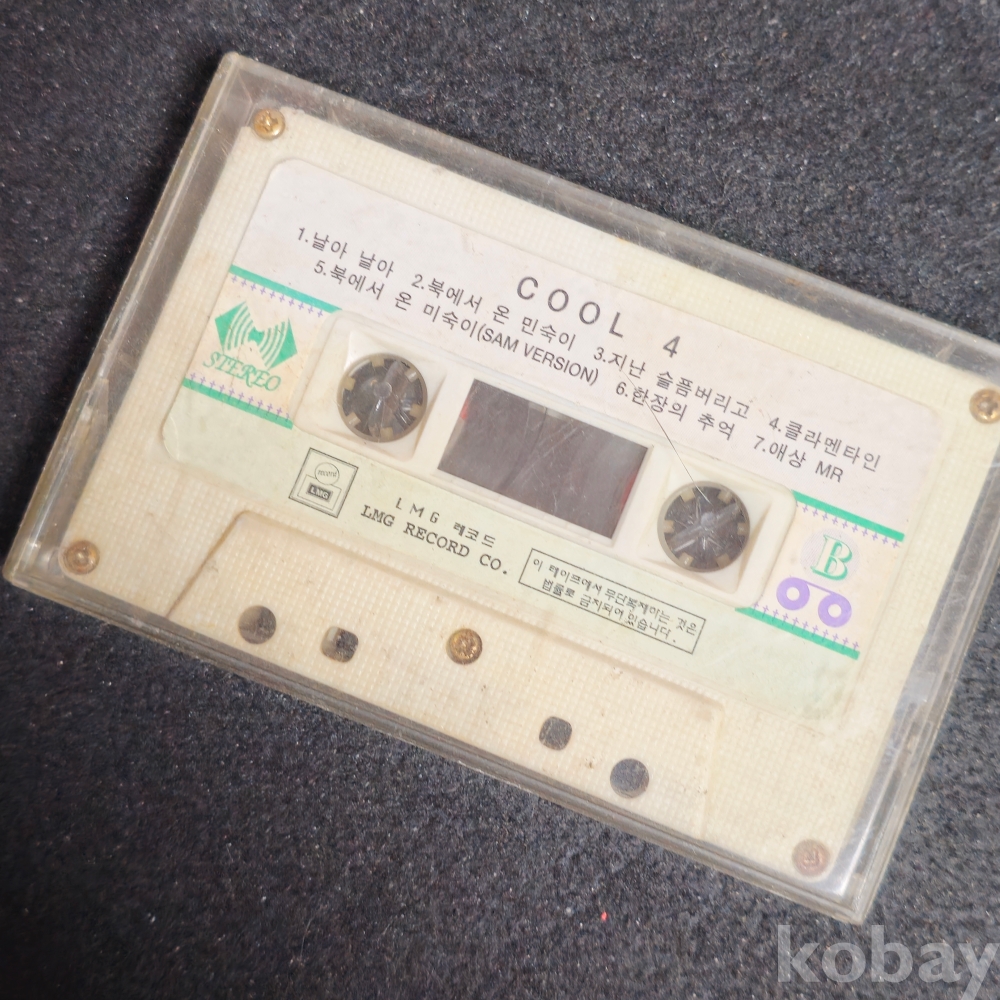 COOL 4
1.날아 날아 2.북에서 온 민숙이 3.지난 슬픔버리고 4.클라멘타인
5.북에서 온 미숙이(SAM VERSION) 6.한장의 추억 7.애상 MR
STEREO
B
record
LMG
LMG 레코드
LMG RECORD CO.
이 테이프에서 무단복제하는 것은
법률로 금지되어 있습니다.
kobay